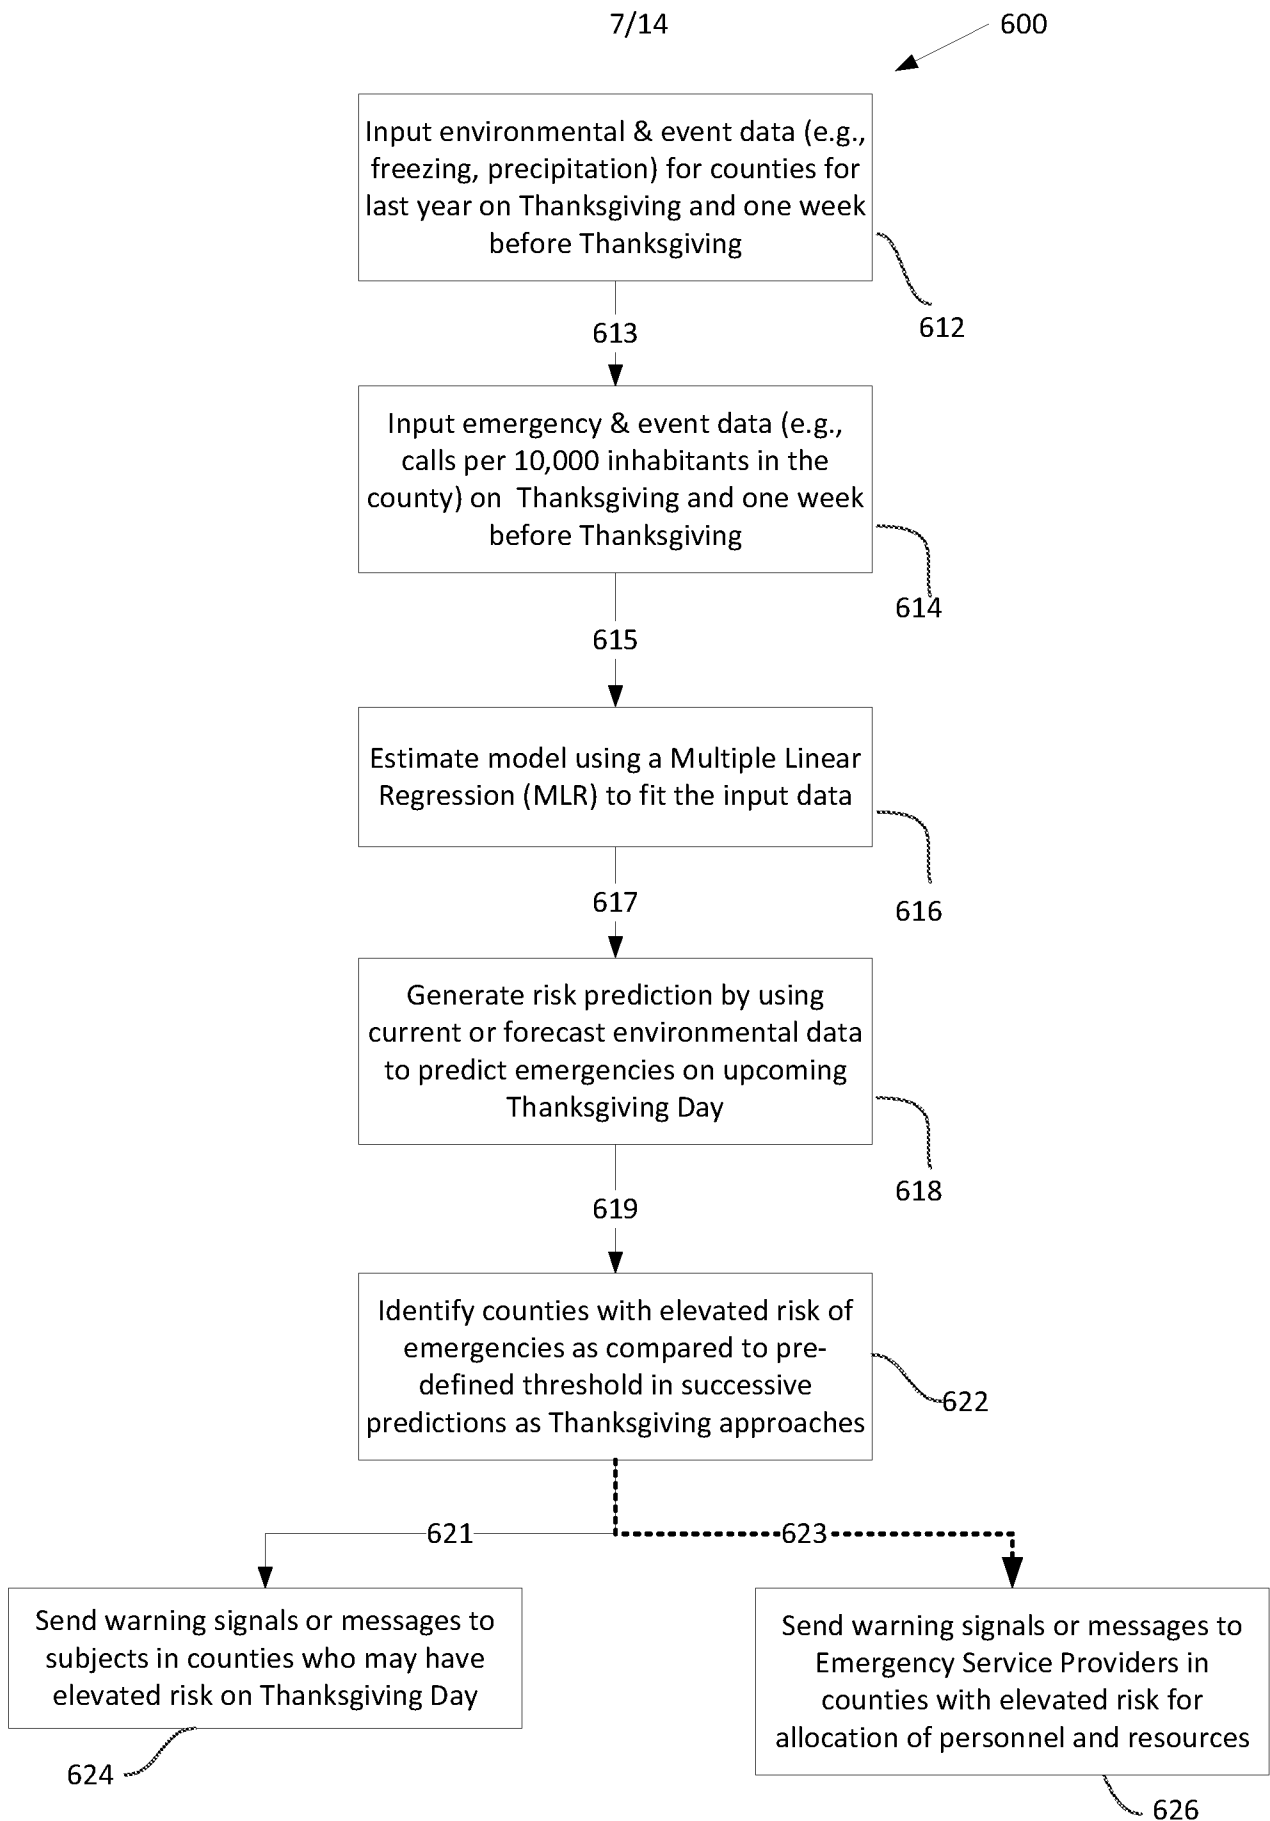 7/14
600
Input environmental & event data (e.g.,
freezing, precipitation) for counties for
last year on Thanksgiving and one week
before Thanksgiving
612
613
Input emergency & event data (e.g.,
calls per 10,000 inhabitants in the
county) on  Thanksgiving and one week
before Thanksgiving
614
615
Estimate model using a Multiple Linear
Regression (MLR) to fit the input data
616
617
Generate risk prediction by using
current or forecast environmental data
to predict emergencies on upcoming
Thanksgiving Day
618
619
Identify counties with elevated risk of
emergencies as compared to pre-
defined threshold in successive
predictions as Thanksgiving approaches
622
621
623
Send warning signals or messages to
subjects in counties who may have
elevated risk on Thanksgiving Day
624
Send warning signals or messages to
Emergency Service Providers in
counties with elevated risk for
allocation of personnel and resources
626